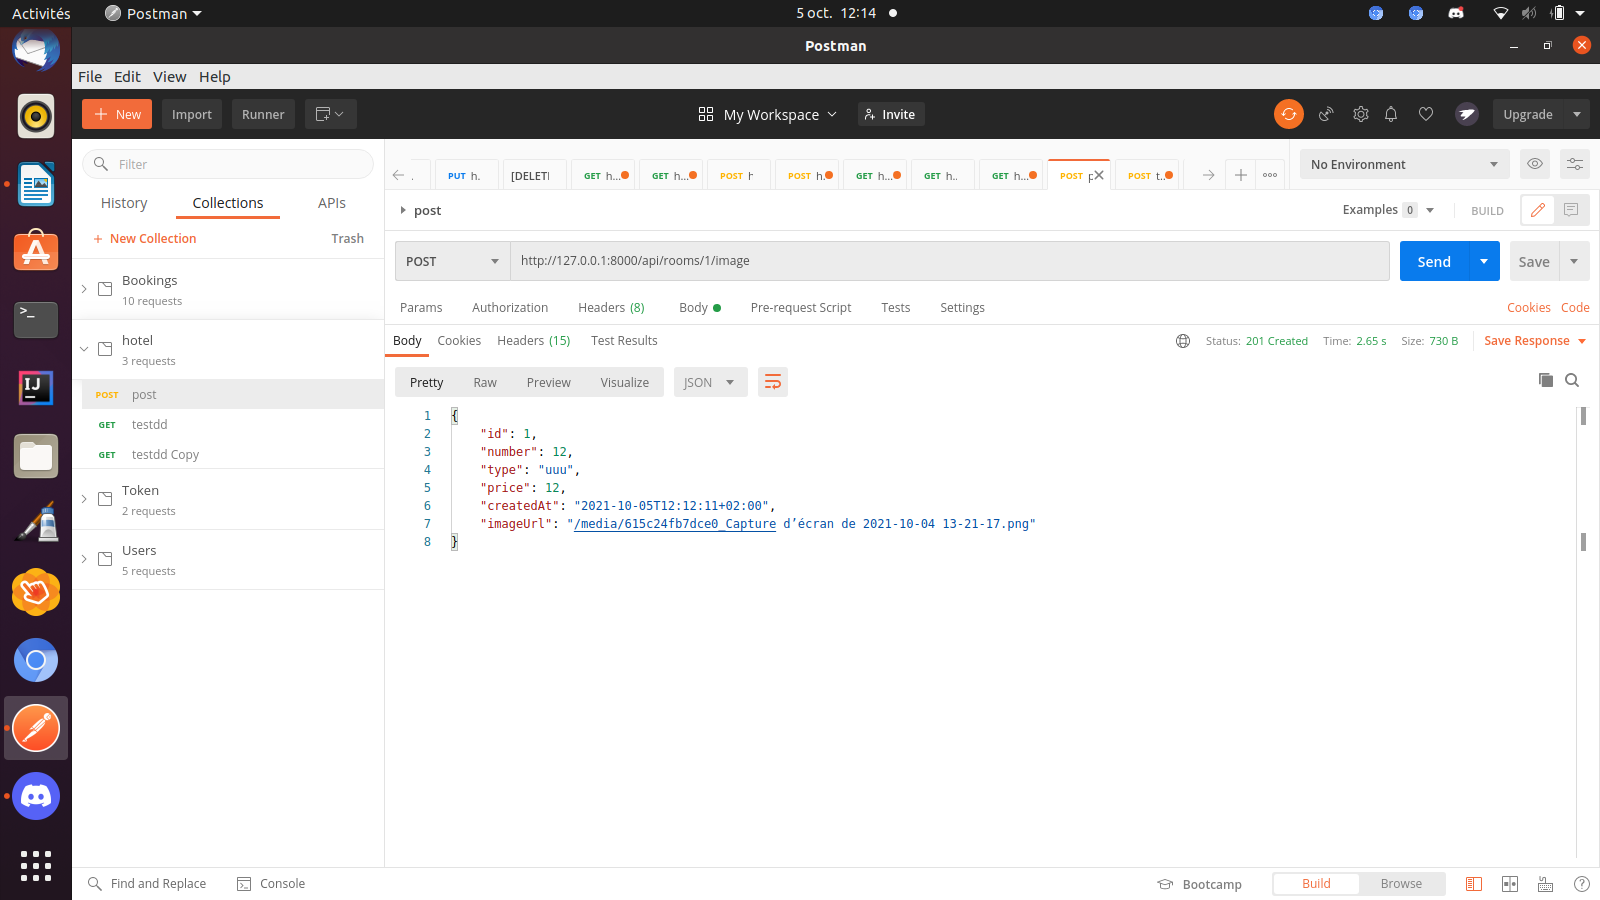 Activités
Postman
5 oct. 12:14
Postman
File Edit View Help
New
Import
Runner
My Workspace
Invite
Upgrade
Filter
History
Collections
APIs
New Collection
Trash
Bookings
10 requests
hotel
3 requests
POST post
GET testdd
GET testdd Copy
Token
2 requests
Users
5 requests
PUT h.
[DELETI
GET h...
GET h...
POST h
POST h.
GET h...
GET h..
GET h...
POST p
POST t..
No Environment
post
Examples 0
BUILD
POST
http://127.0.0.1:8000/api/rooms/1/image
Send
Save
Params
Authorization
Headers (8)
Body
Pre-request Script
Tests
Settings
Cookies Code
Body
Cookies
Headers (15)
Test Results
Status: 201 Created
Time: 2.65 s
Size: 730 B
Save Response
Pretty
Raw
Preview
Visualize
JSON
1 {
2 "id": 1,
3 "number": 12,
4 "type": "uuu",
5 "price": 12,
6 "createdAt": "2021-10-05T12:12:11+02:00",
7 "imageUrl": "/media/615c24fb7dce0_Capture d’écran de 2021-10-04 13-21-17.png"
8 }
Find and Replace
Console
Bootcamp
Build
Browse